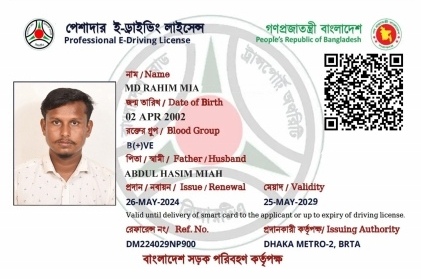 পেশাদার ই-ড্রাইভিং লাইসেন্স
Professional E-Driving License
গণপ্রজাতন্ত্রী বাংলাদেশ
People's Republic of Bangladesh
নাম /Name
MD RAHIM MIA
জন্ম তারিখ / Date of Birth
02 APR 2002
রক্তের গ্রুপ / Blood Group
B(+)VE
পিতা / স্বামী / Father/Husband
ABDUL HASIM MIAH
প্রদান / নবায়ন / Issue/Renewal
মেয়াদ / Validity
26-MAY-2024
25-MAY-2029
Valid until delivery of smart card to the applicant or up to expiry of driving license.
রেফারেন্স নং/ Ref. No.
প্রদানকারী কর্তৃপক্ষ/ Issuing Authority
DM224029NP900
DHAKA METRO-2, BRTA
বাংলাদেশ সড়ক পরিবহণ কর্তৃপক্ষ